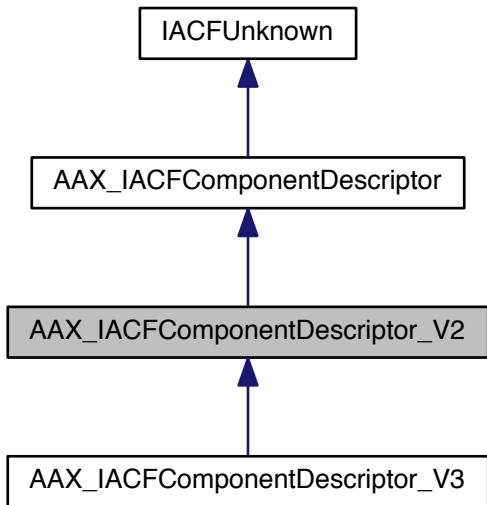 IACFUnknown
AAX_IACFComponentDescriptor
AAX_IACFComponentDescriptor_V2
AAX_IACFComponentDescriptor_V3